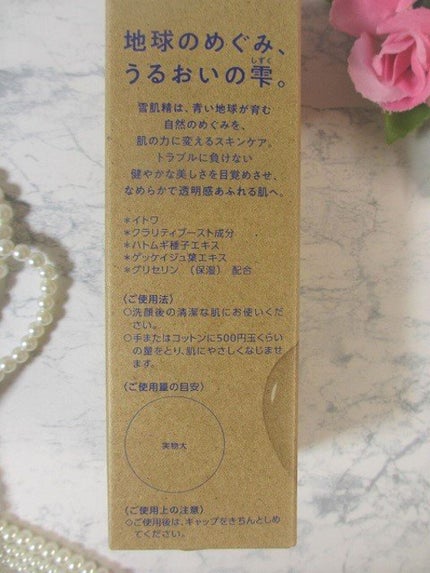 地球のめぐみ、
うるおいの雫。
しずく
雪肌精は、青い地球が育む
自然のめぐみを、
肌の力に変えるスキンケア。
トラブルに負けない
健やかな美しさを目覚めさせ、
なめらかで透明感あふれる肌へ。
*イトワ
*クラリティブースト成分
*ハトムギ種子エキス
*ゲッケイジュ葉エキス
*グリセリン (保湿) 配合
〈ご使用法〉
○洗顔後の清潔な肌にお使いくだ
さい。
○手またはコットンに500円玉くらい
の量をとり、肌にやさしくなじませ
ます。
〈ご使用量の目安〉
実物大
〈ご使用上の注意〉
○ご使用後は、キャップをきちんとしめ
てください。